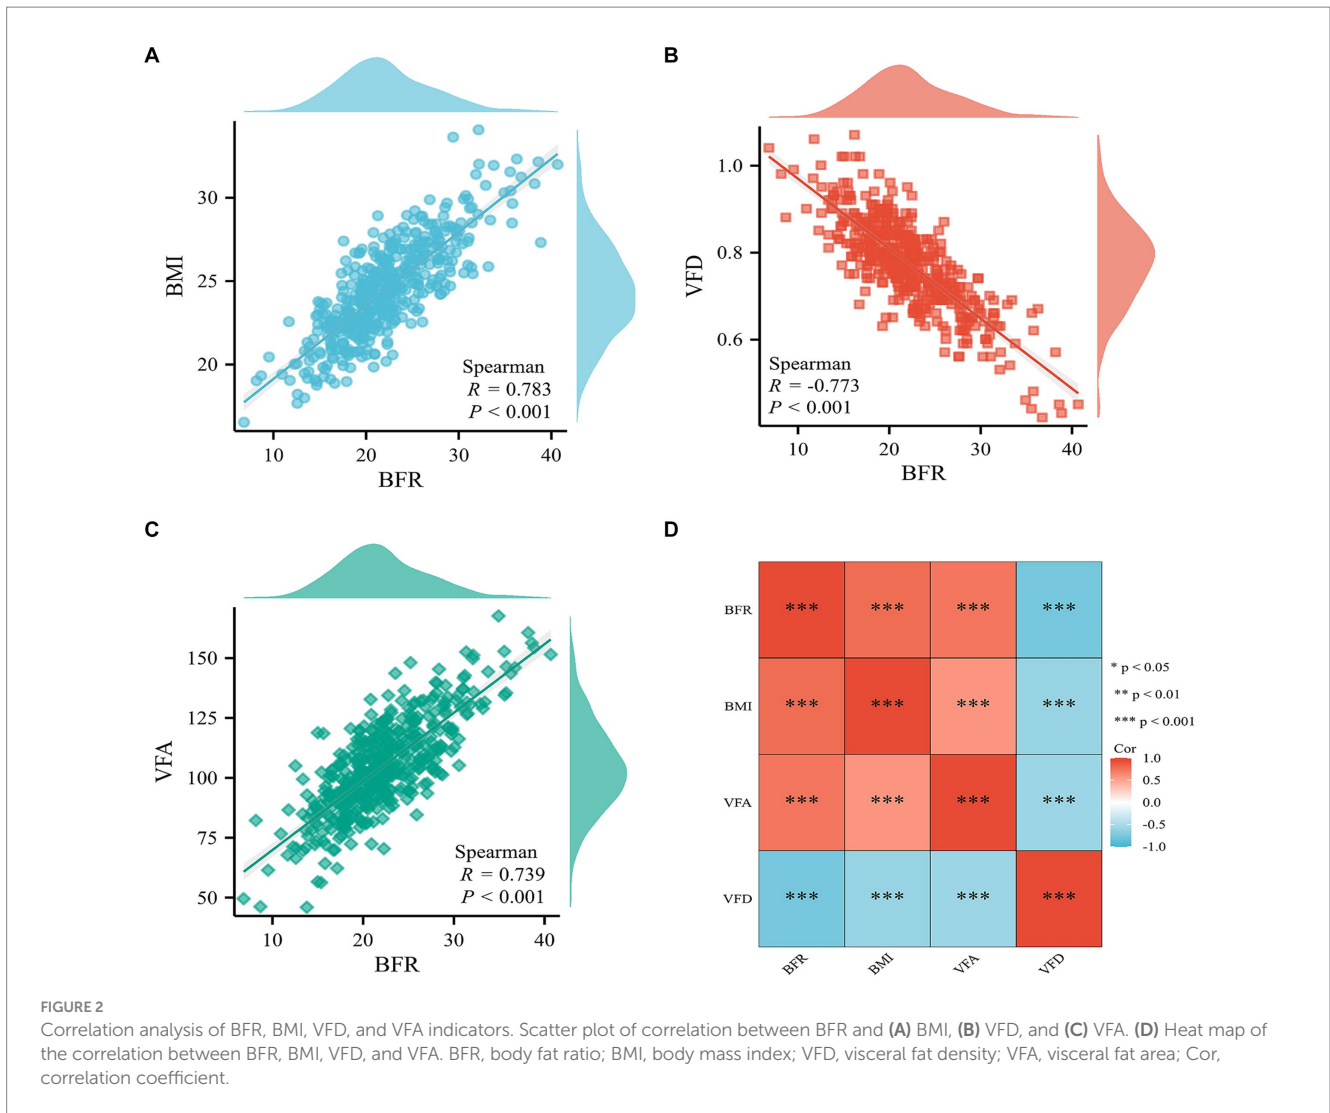 A
BMI
30
25
20
10
20
30
40
BFR
Spearman
R = 0.783
P < 0.001
B
VFD
1.0
0.8
0.6
10
20
30
40
BFR
Spearman
R = -0.773
P < 0.001
C
VFA
150
125
100
75
50
10
20
30
40
BFR
Spearman
R = 0.739
P < 0.001
D
BFR
*** *** *** ***
BMI
*** *** *** ***
VFA
*** *** *** ***
VFD
*** *** *** ***
BFR
BMI
VFA
VFD
* p < 0.05
** p < 0.01
*** p < 0.001
Cor
1.0
0.5
0.0
-0.5
-1.0
FIGURE 2
Correlation analysis of BFR, BMI, VFD, and VFA indicators. Scatter plot of correlation between BFR and (A) BMI, (B) VFD, and (C) VFA. (D) Heat map of
the correlation between BFR, BMI, VFD, and VFA. BFR, body fat ratio; BMI, body mass index; VFD, visceral fat density; VFA, visceral fat area; Cor,
correlation coefficient.